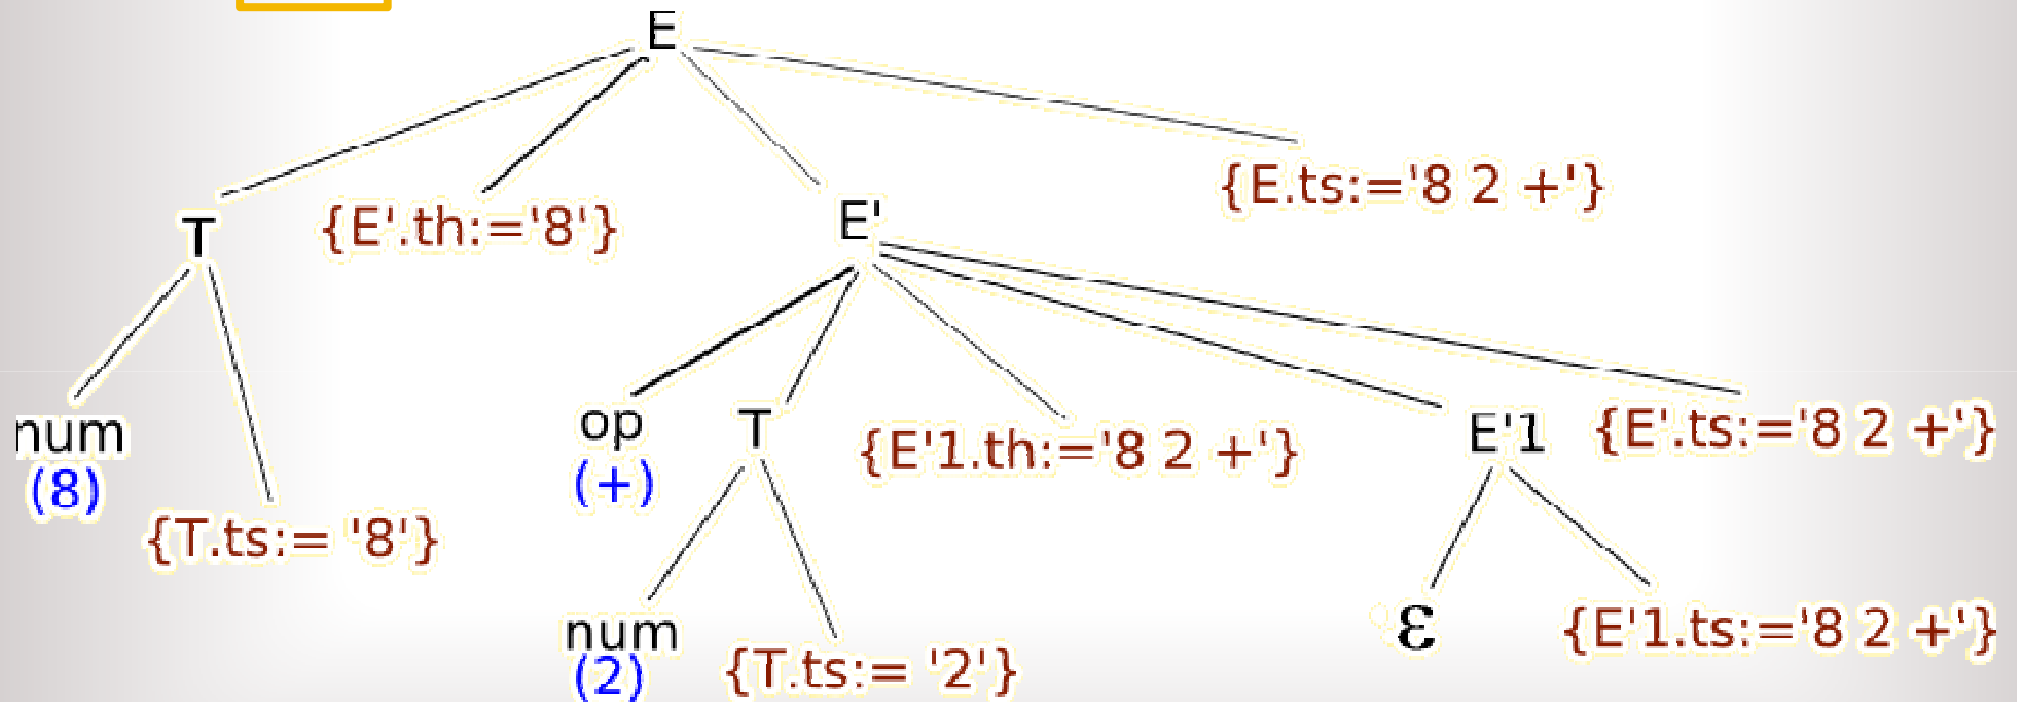 E
{E.ts:='8 2 +'}
T
{E'.th:='8'}
E'
num
(8)
op
(+)
T
{E'1.th:='8 2 +'}
E'1
{E'.ts:='8 2 +'}
{T.ts:= '8'}
num
(2)
{T.ts:= '2'}
ε
{E'1.ts:='8 2 +'}